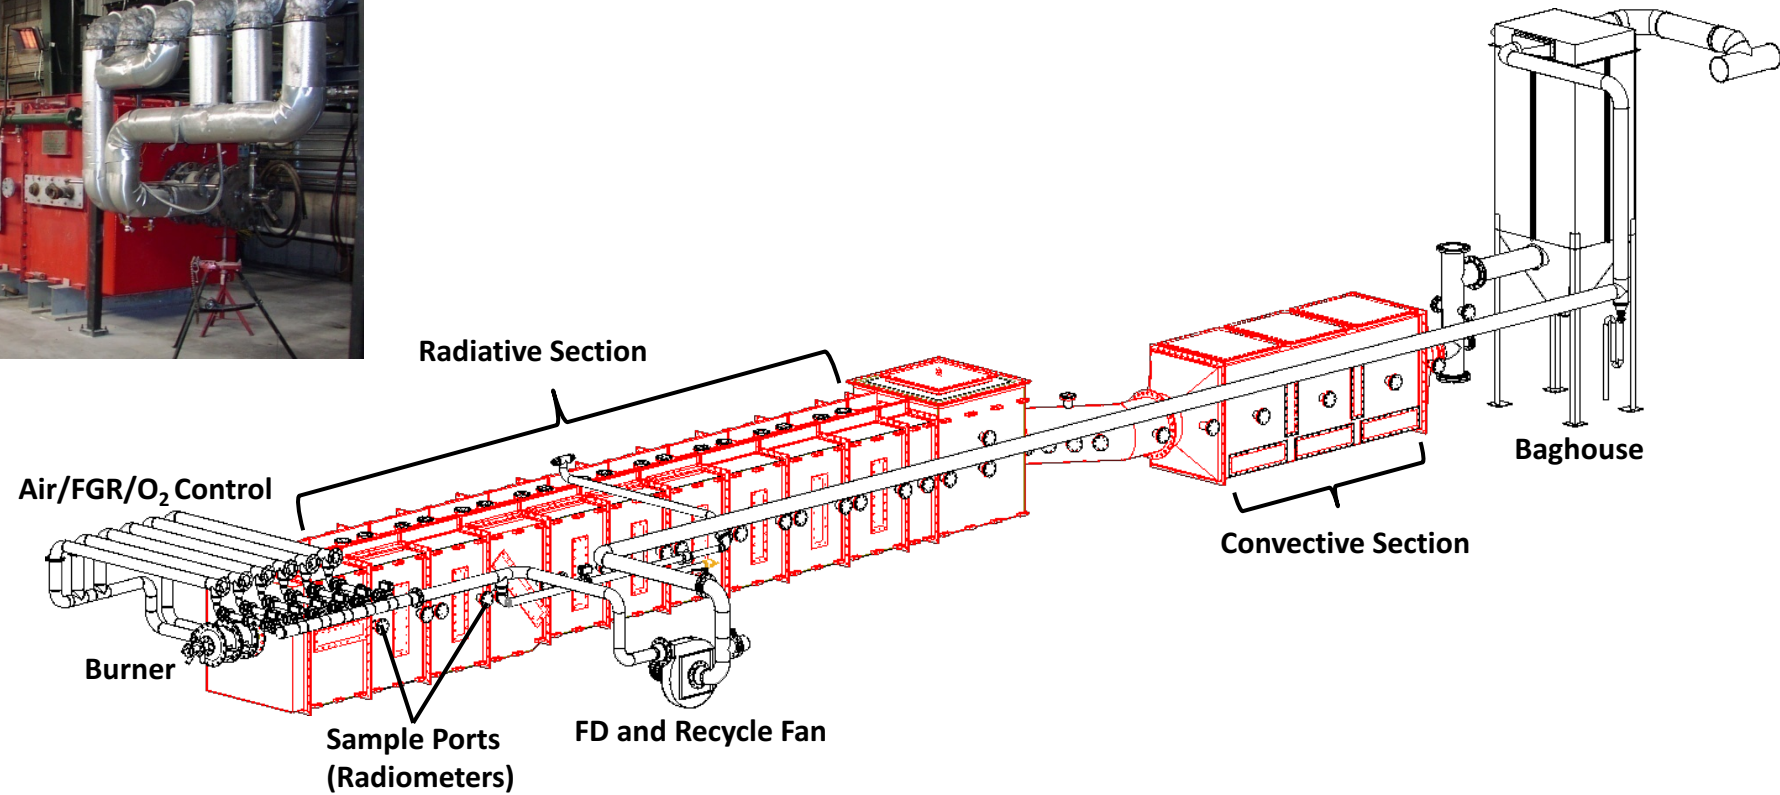 Radiative Section
Air/FGR/O₂ Control
Baghouse
Convective Section
Burner
FD and Recycle Fan
Sample Ports
(Radiometers)